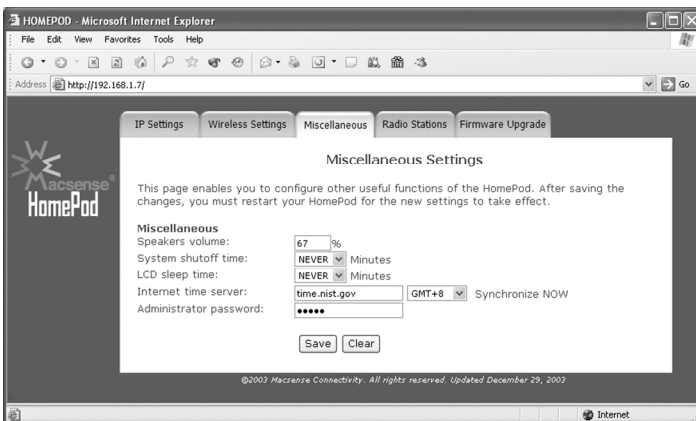 HOMEPOD - Microsoft Internet Explorer
File Edit View Favorites Tools Help
Address http://192.168.1.7/ Go
IP Settings Wireless Settings Miscellaneous Radio Stations Firmware Upgrade
Macsense®
HomePod
Miscellaneous Settings
This page enables you to configure other useful functions of the HomePod. After saving the
changes, you must restart your HomePod for the new settings to take effect.
Miscellaneous
Speakers volume: 67 %
System shutoff time: NEVER Minutes
LCD sleep time: NEVER Minutes
Internet time server: time.nist.gov GMT+8 Synchronize NOW
Administrator password: •••••
Save Clear
©2003 Macsense Connectivity. All rights reserved. Updated December 29, 2003
Internet